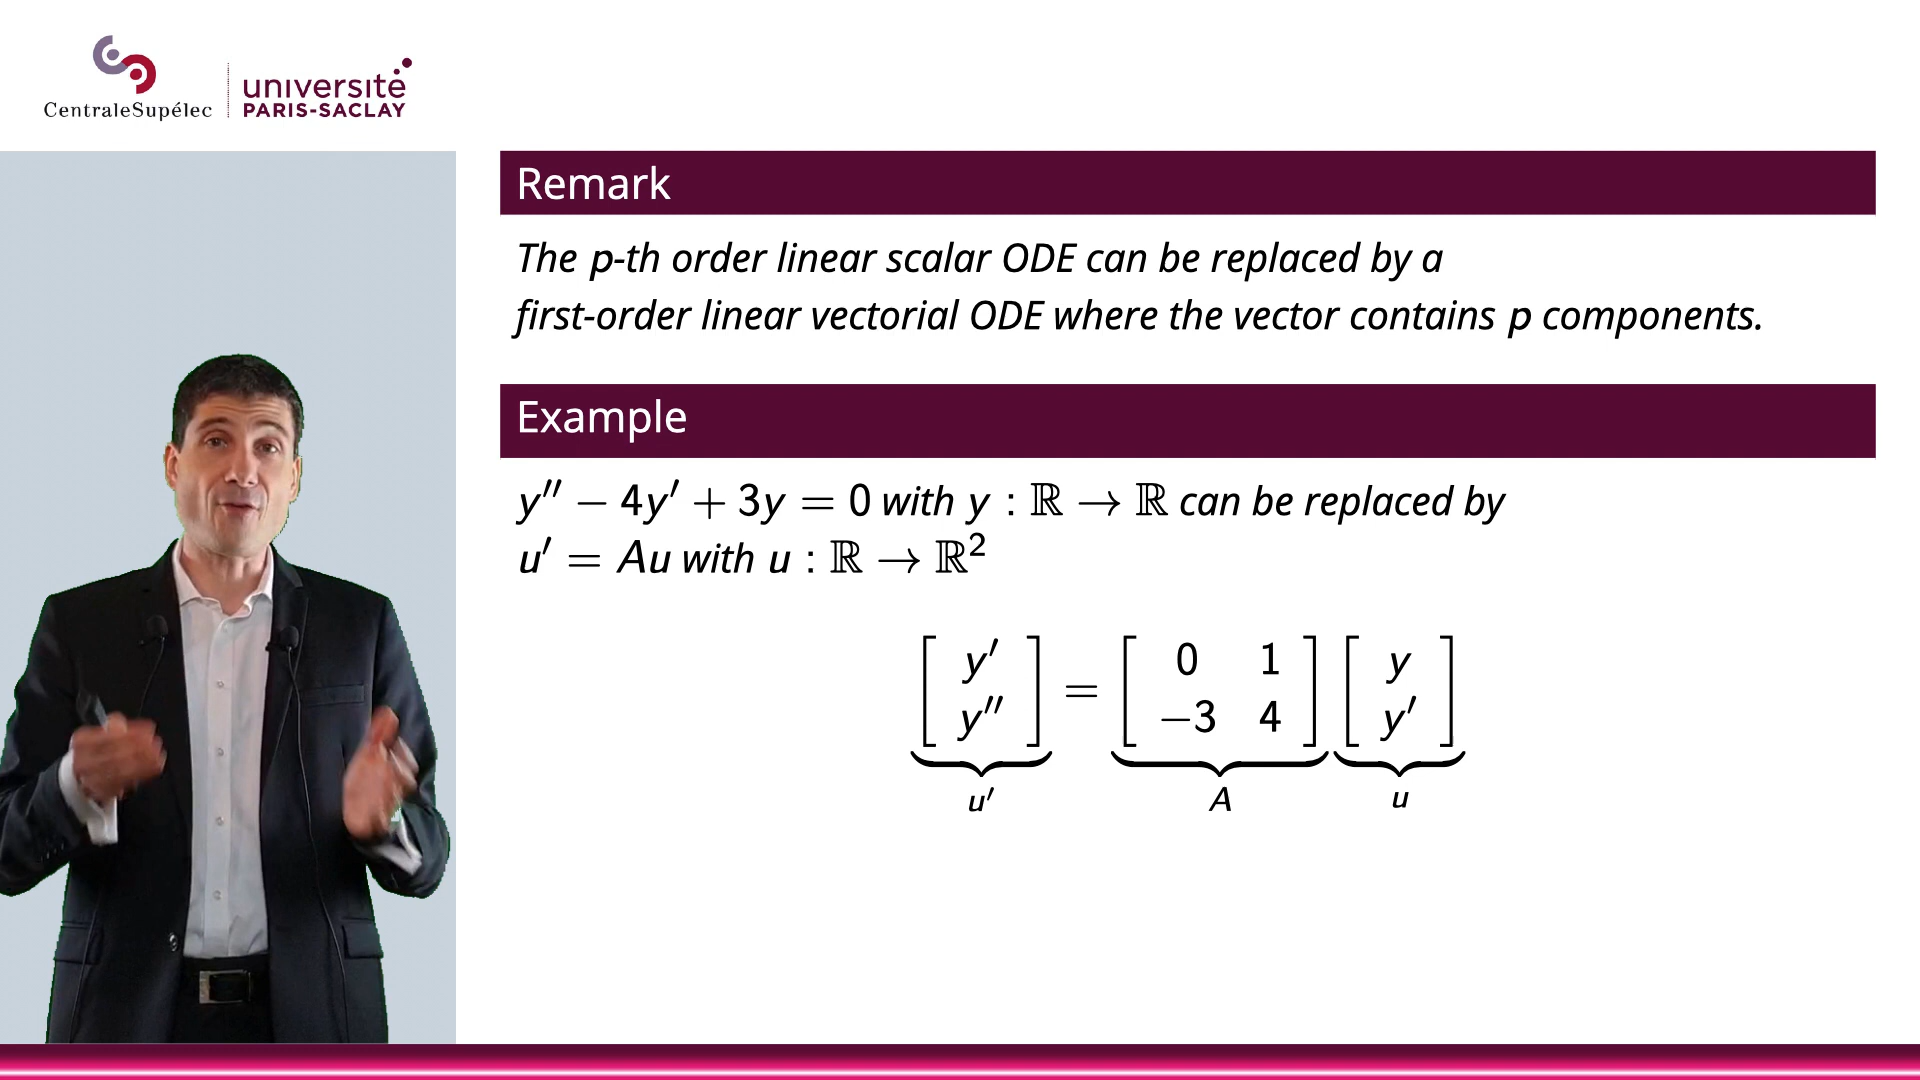 CentraleSupélec
université
PARIS-SACLAY
Remark
The p-th order linear scalar ODE can be replaced by a
first-order linear vectorial ODE where the vector contains p components.
Example
y′′ − 4y′ + 3y = 0 with y : ℝ → ℝ can be replaced by
u′ = Au with u : ℝ → ℝ²
[ y′ ] = [ 0 1 ] [ y ]
[ y′′ ] [ −3 4 ] [ y′ ]
u′ A u